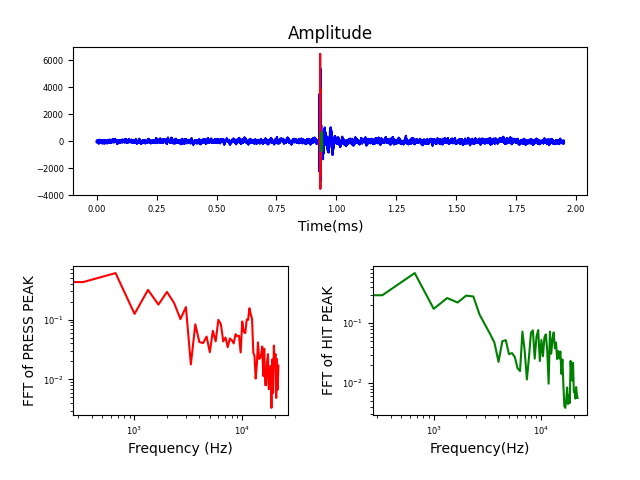 Amplitude
6000
4000
2000
0
−2000
−4000
0.00 0.25 0.50 0.75 1.00 1.25 1.50 1.75 2.00
Time(ms)
FFT of PRESS PEAK
10⁻¹
10⁻²
10³ 10⁴
Frequency (Hz)
FFT of HIT PEAK
10⁻¹
10⁻²
10³ 10⁴
Frequency(Hz)